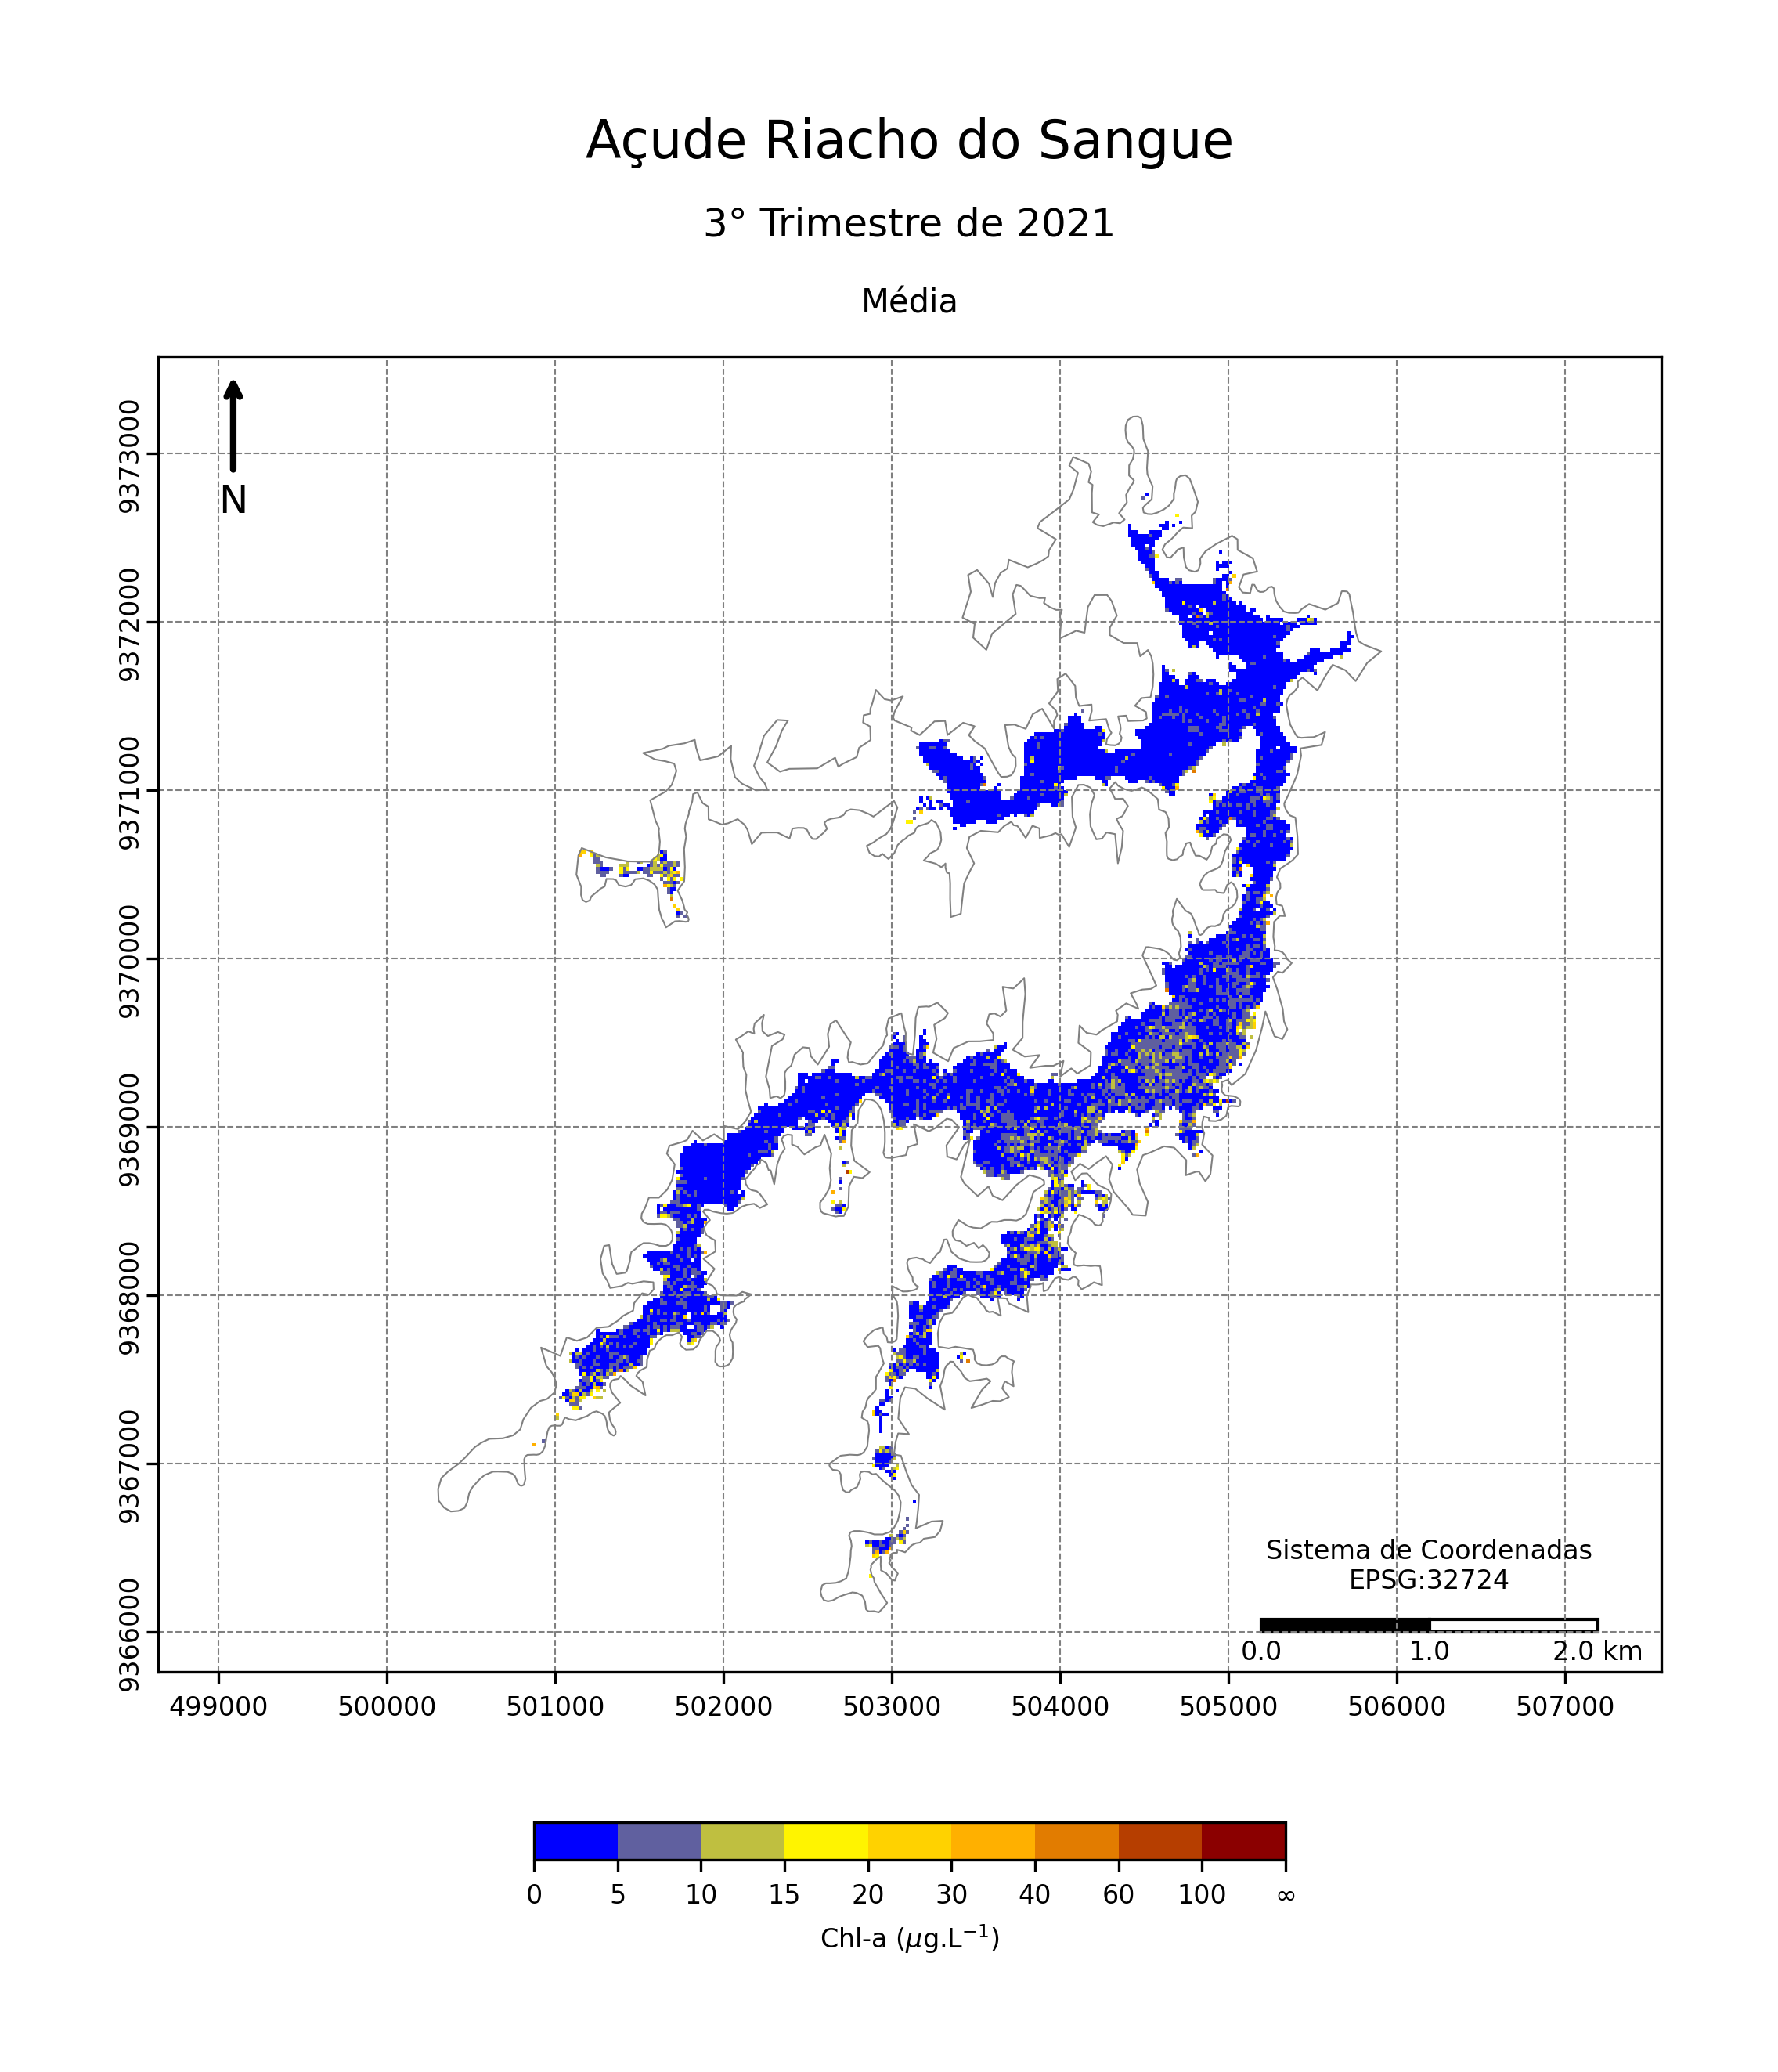 Açude Riacho do Sangue
3° Trimestre de 2021
Média
N
9373000
9372000
9371000
9370000
9369000
9368000
9367000
9366000
Sistema de Coordenadas
EPSG:32724
0.0 1.0 2.0 km
499000 500000 501000 502000 503000 504000 505000 506000 507000
0 5 10 15 20 30 40 60 100 ∞
Chl-a (μg.L⁻¹)